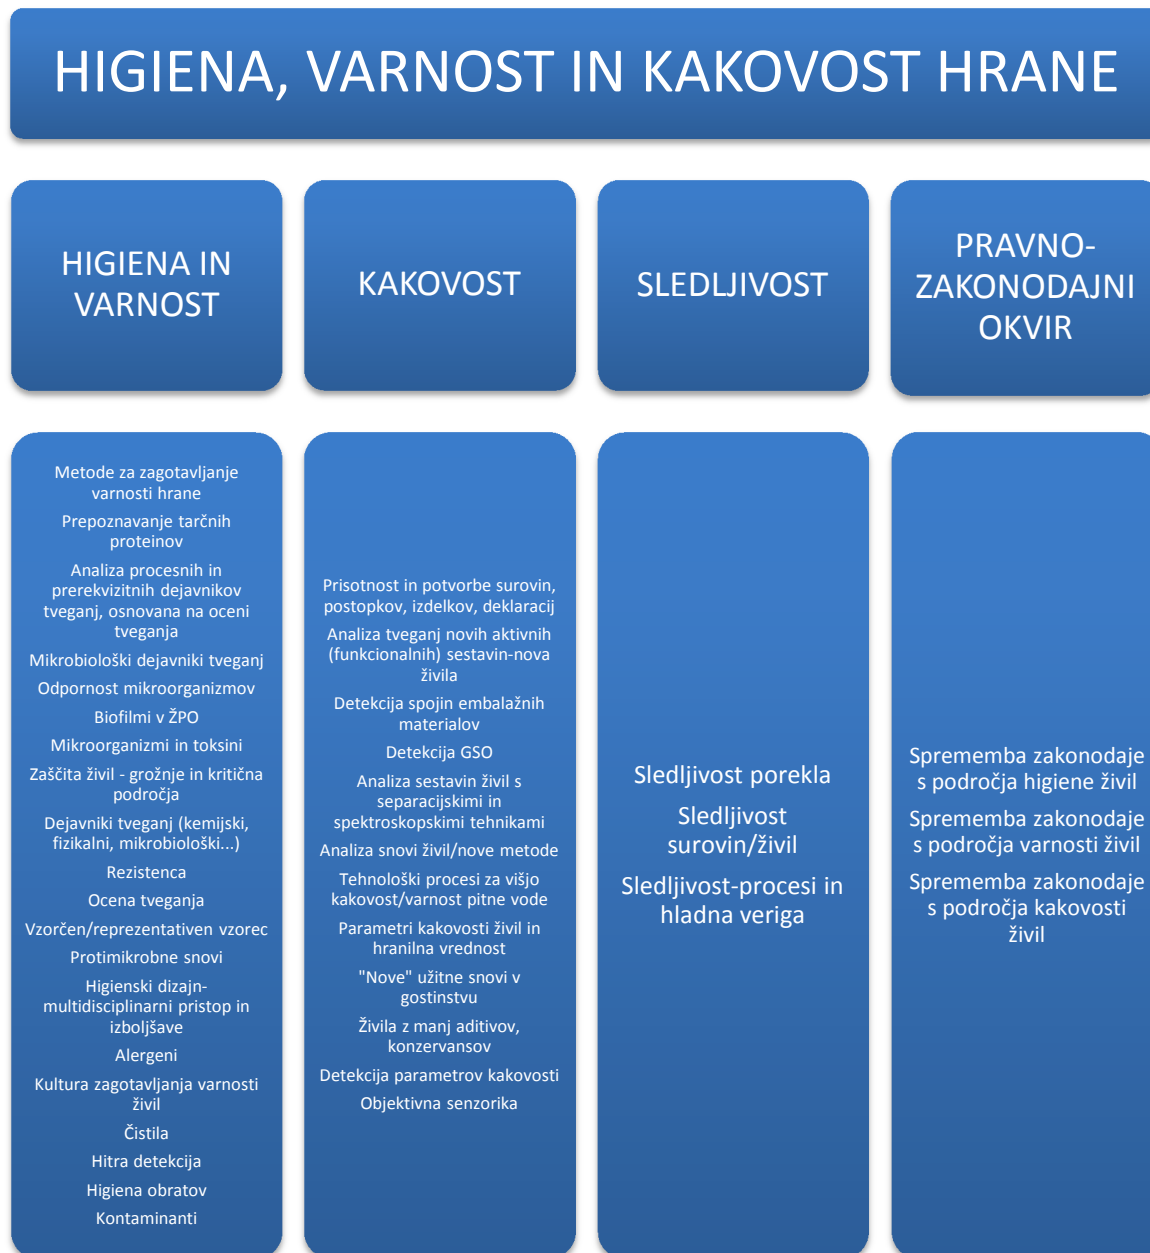 HIGIENA, VARNOST IN KAKOVOST HRANE
HIGIENA IN
VARNOST
KAKOVOST
SLEDLJIVOST
PRAVNO-
ZAKONODAJNI
OKVIR
Metode za zagotavljanje
varnosti hrane
Prepoznavanje tarčnih
proteinov
Analiza procesnih in
prerekvizitnih dejavnikov
tveganj, osnovana na oceni
tveganja
Mikrobiološki dejavniki tveganj
Odpornost mikroorganizmov
Biofilmi v ŽPO
Mikroorganizmi in toksini
Zaščita živil - grožnje in kritična
področja
Dejavniki tveganj (kemijski,
fizikalni, mikrobiološki...)
Rezistenca
Ocena tveganja
Vzorčen/reprezentativen vzorec
Protimikrobne snovi
Higienski dizajn-
multidisciplinarni pristop in
izboljšave
Alergeni
Kultura zagotavljanja varnosti
živil
Čistila
Hitra detekcija
Higiena obratov
Kontaminanti
Prisotnost in potvorbe surovin,
postopkov, izdelkov, deklaracij
Analiza tveganj novih aktivnih
(funkcionalnih) sestavin-nova
živila
Detekcija spojin embalažnih
materialov
Detekcija GSO
Analiza sestavin živil s
separacijskimi in
spektroskopskimi tehnikami
Analiza snovi živil/nove metode
Tehnološki procesi za višjo
kakovost/varnost pitne vode
Parametri kakovosti živil in
hranilna vrednost
"Nove" užitne snovi v
gostinstvu
Živila z manj aditivov,
konzervansov
Detekcija parametrov kakovosti
Objektivna senzorika
Sledljivost porekla
Sledljivost
surovin/živil
Sledljivost-procesi in
hladna veriga
Sprememba zakonodaje
s področja higiene živil
Sprememba zakonodaje
s področja varnosti živil
Sprememba zakonodaje
s področja kakovosti
živil